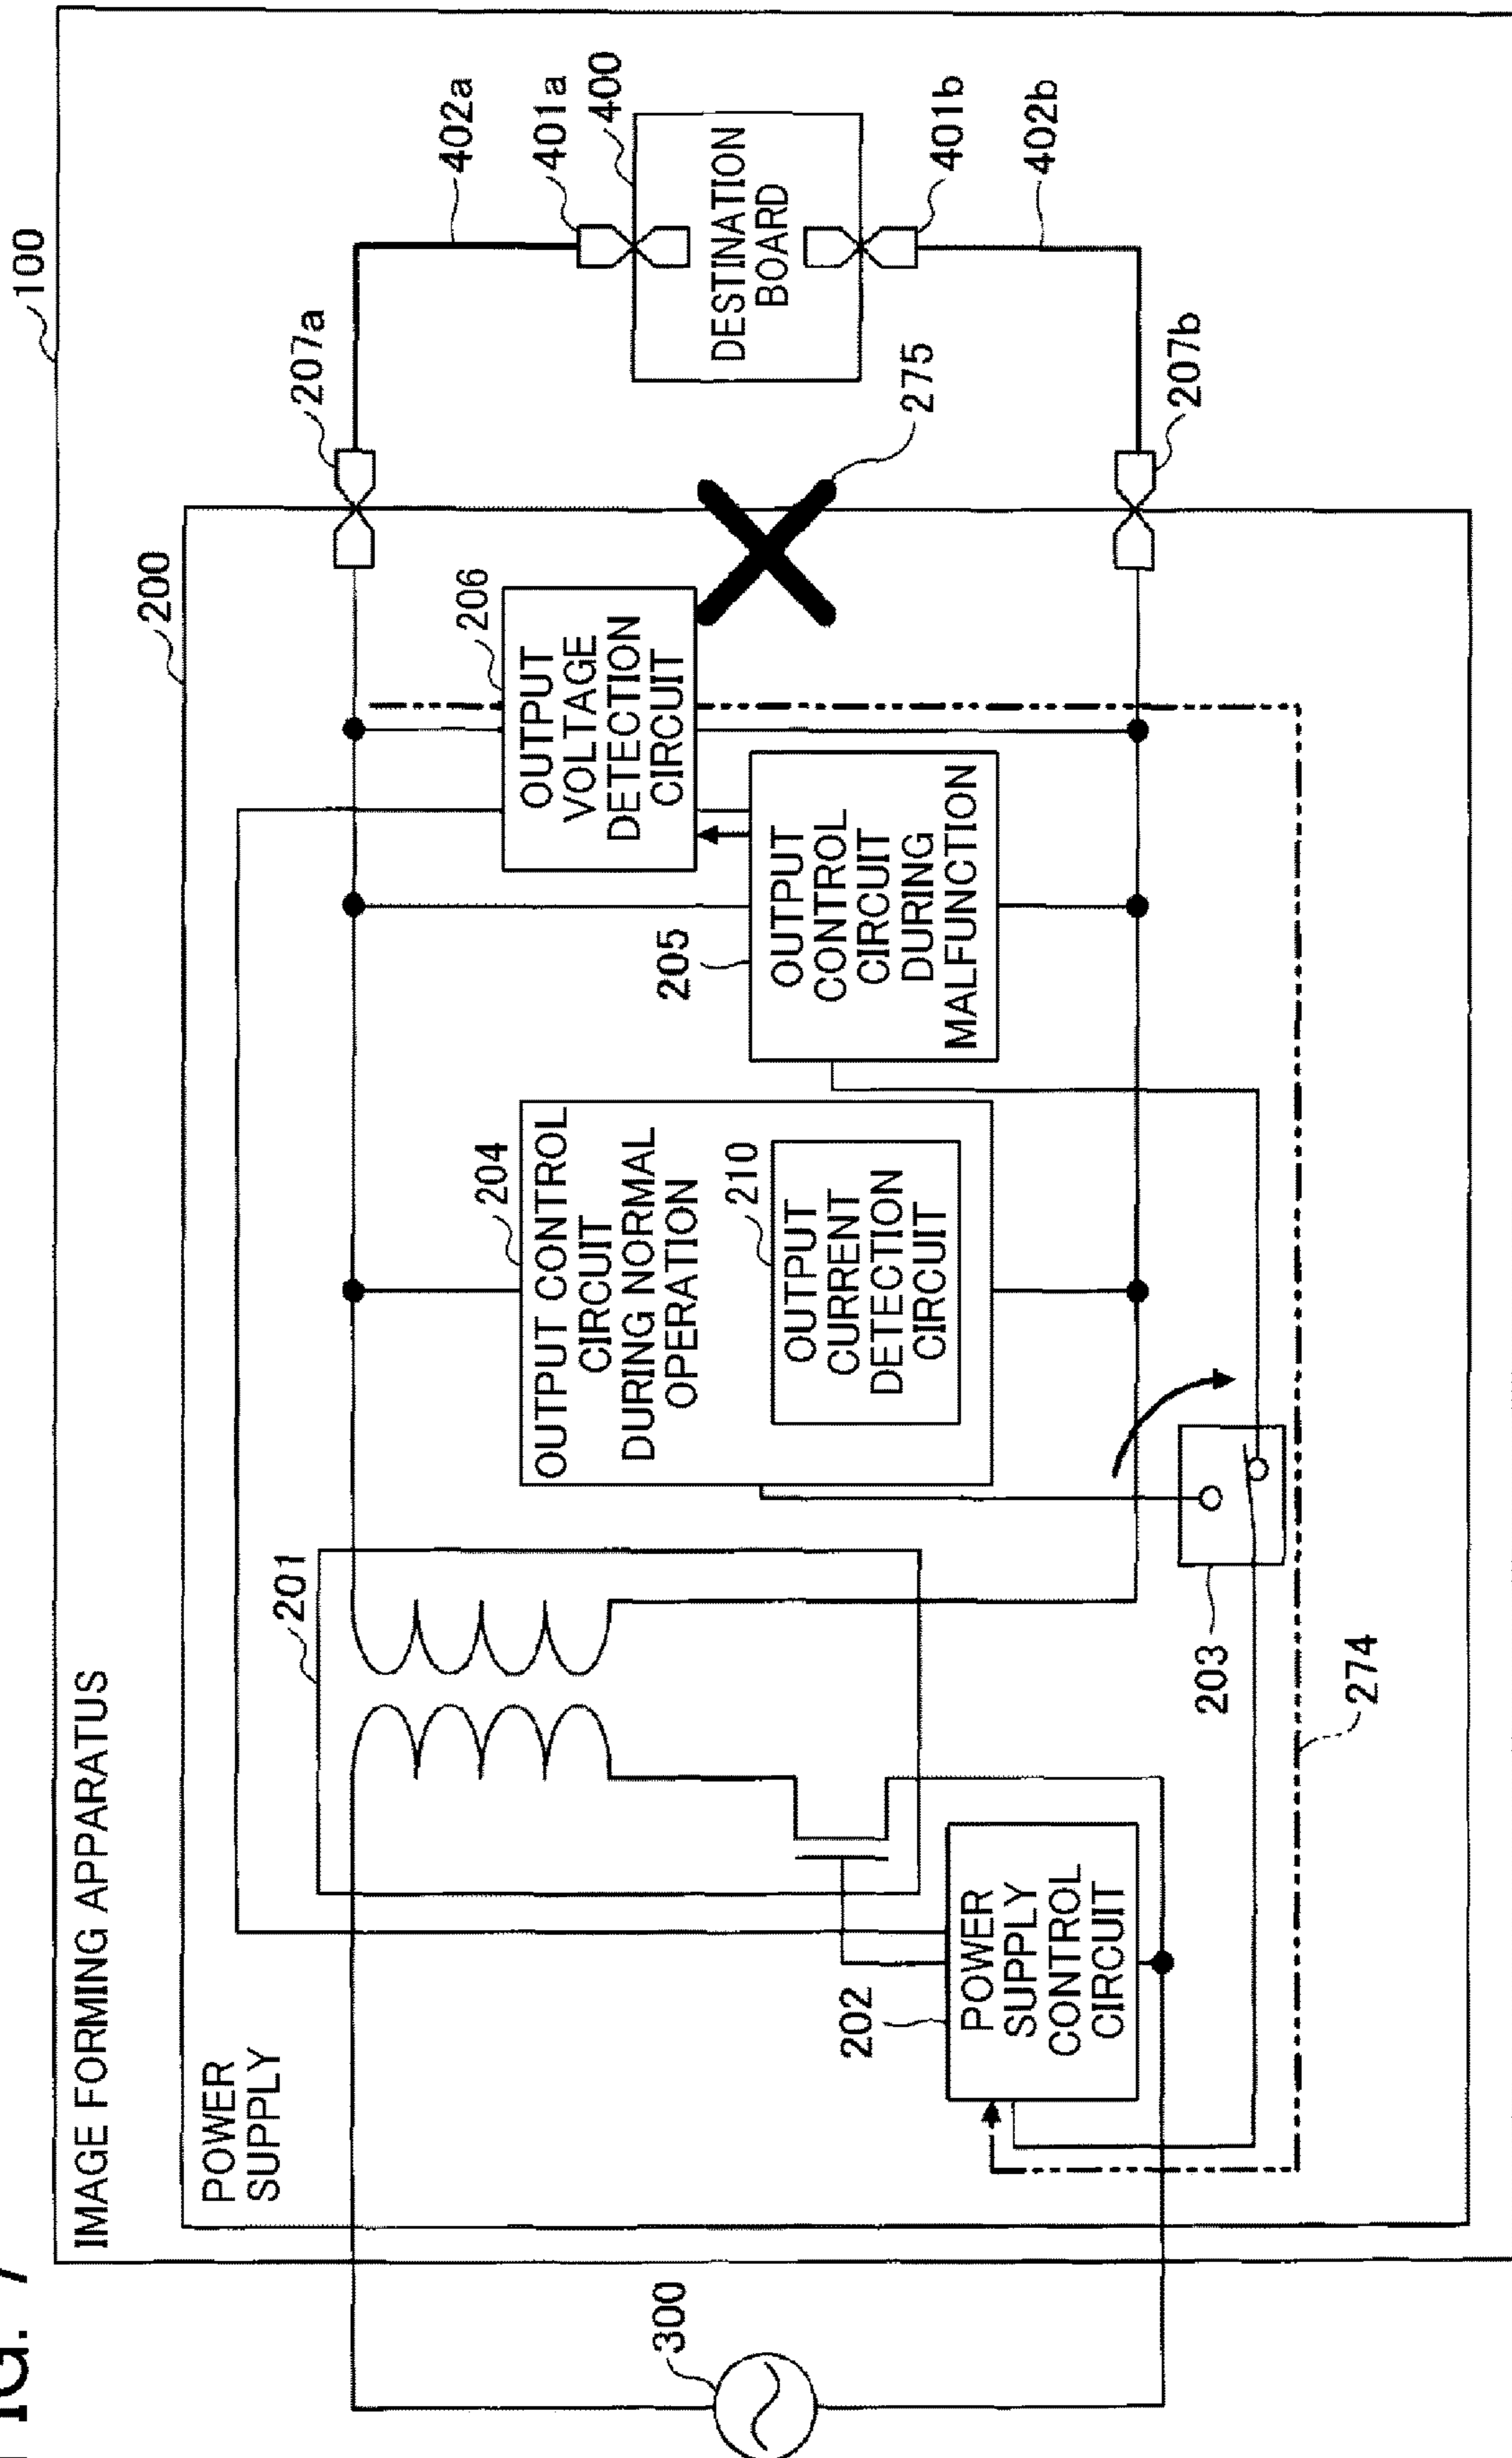 FIG. 7
100
IMAGE FORMING APPARATUS
200
POWER
SUPPLY
201
206
OUTPUT
VOLTAGE
DETECTION
CIRCUIT
207a
402a
401a
400
DESTINATION
BOARD
401b
402b
207b
275
204
OUTPUT CONTROL
CIRCUIT
DURING NORMAL
OPERATION
210
OUTPUT
CURRENT
DETECTION
CIRCUIT
205
OUTPUT
CONTROL
CIRCUIT
DURING
MALFUNCTION
300
202
POWER
SUPPLY
CONTROL
CIRCUIT
203
274